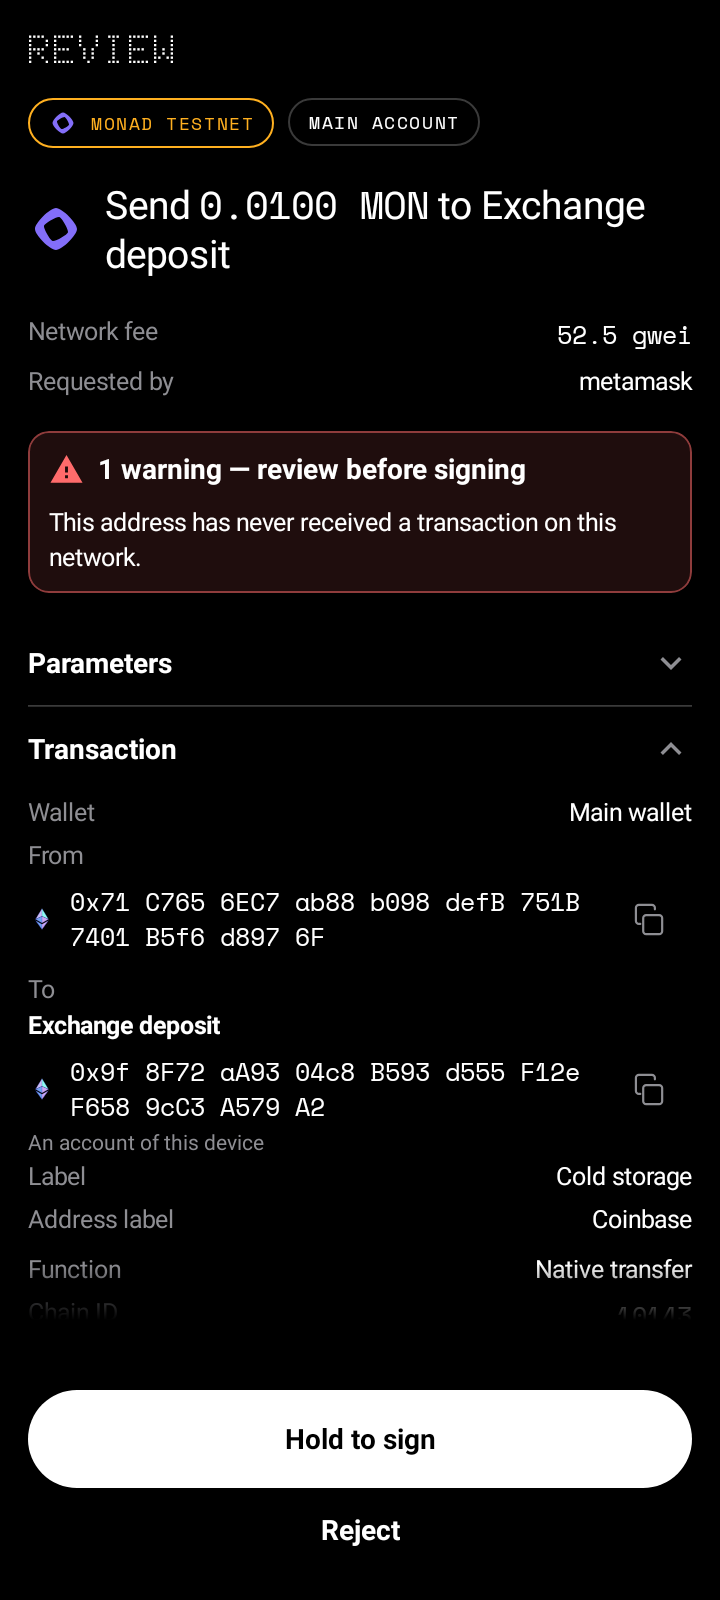 REVIEW
MONAD TESTNET
MAIN ACCOUNT
Send 0.0100 MON to Exchange
deposit
Network fee
52.5 gwei
Requested by
metamask
1 warning — review before signing
This address has never received a transaction on this
network.
Parameters
Transaction
Wallet
Main wallet
From
0x71 C765 6EC7 ab88 b098 defB 751B
7401 B5f6 d897 6F
To
Exchange deposit
0x9f 8F72 aA93 04c8 B593 d555 F12e
F658 9cC3 A579 A2
An account of this device
Label
Cold storage
Address label
Coinbase
Function
Native transfer
Chain ID
10143
Hold to sign
Reject